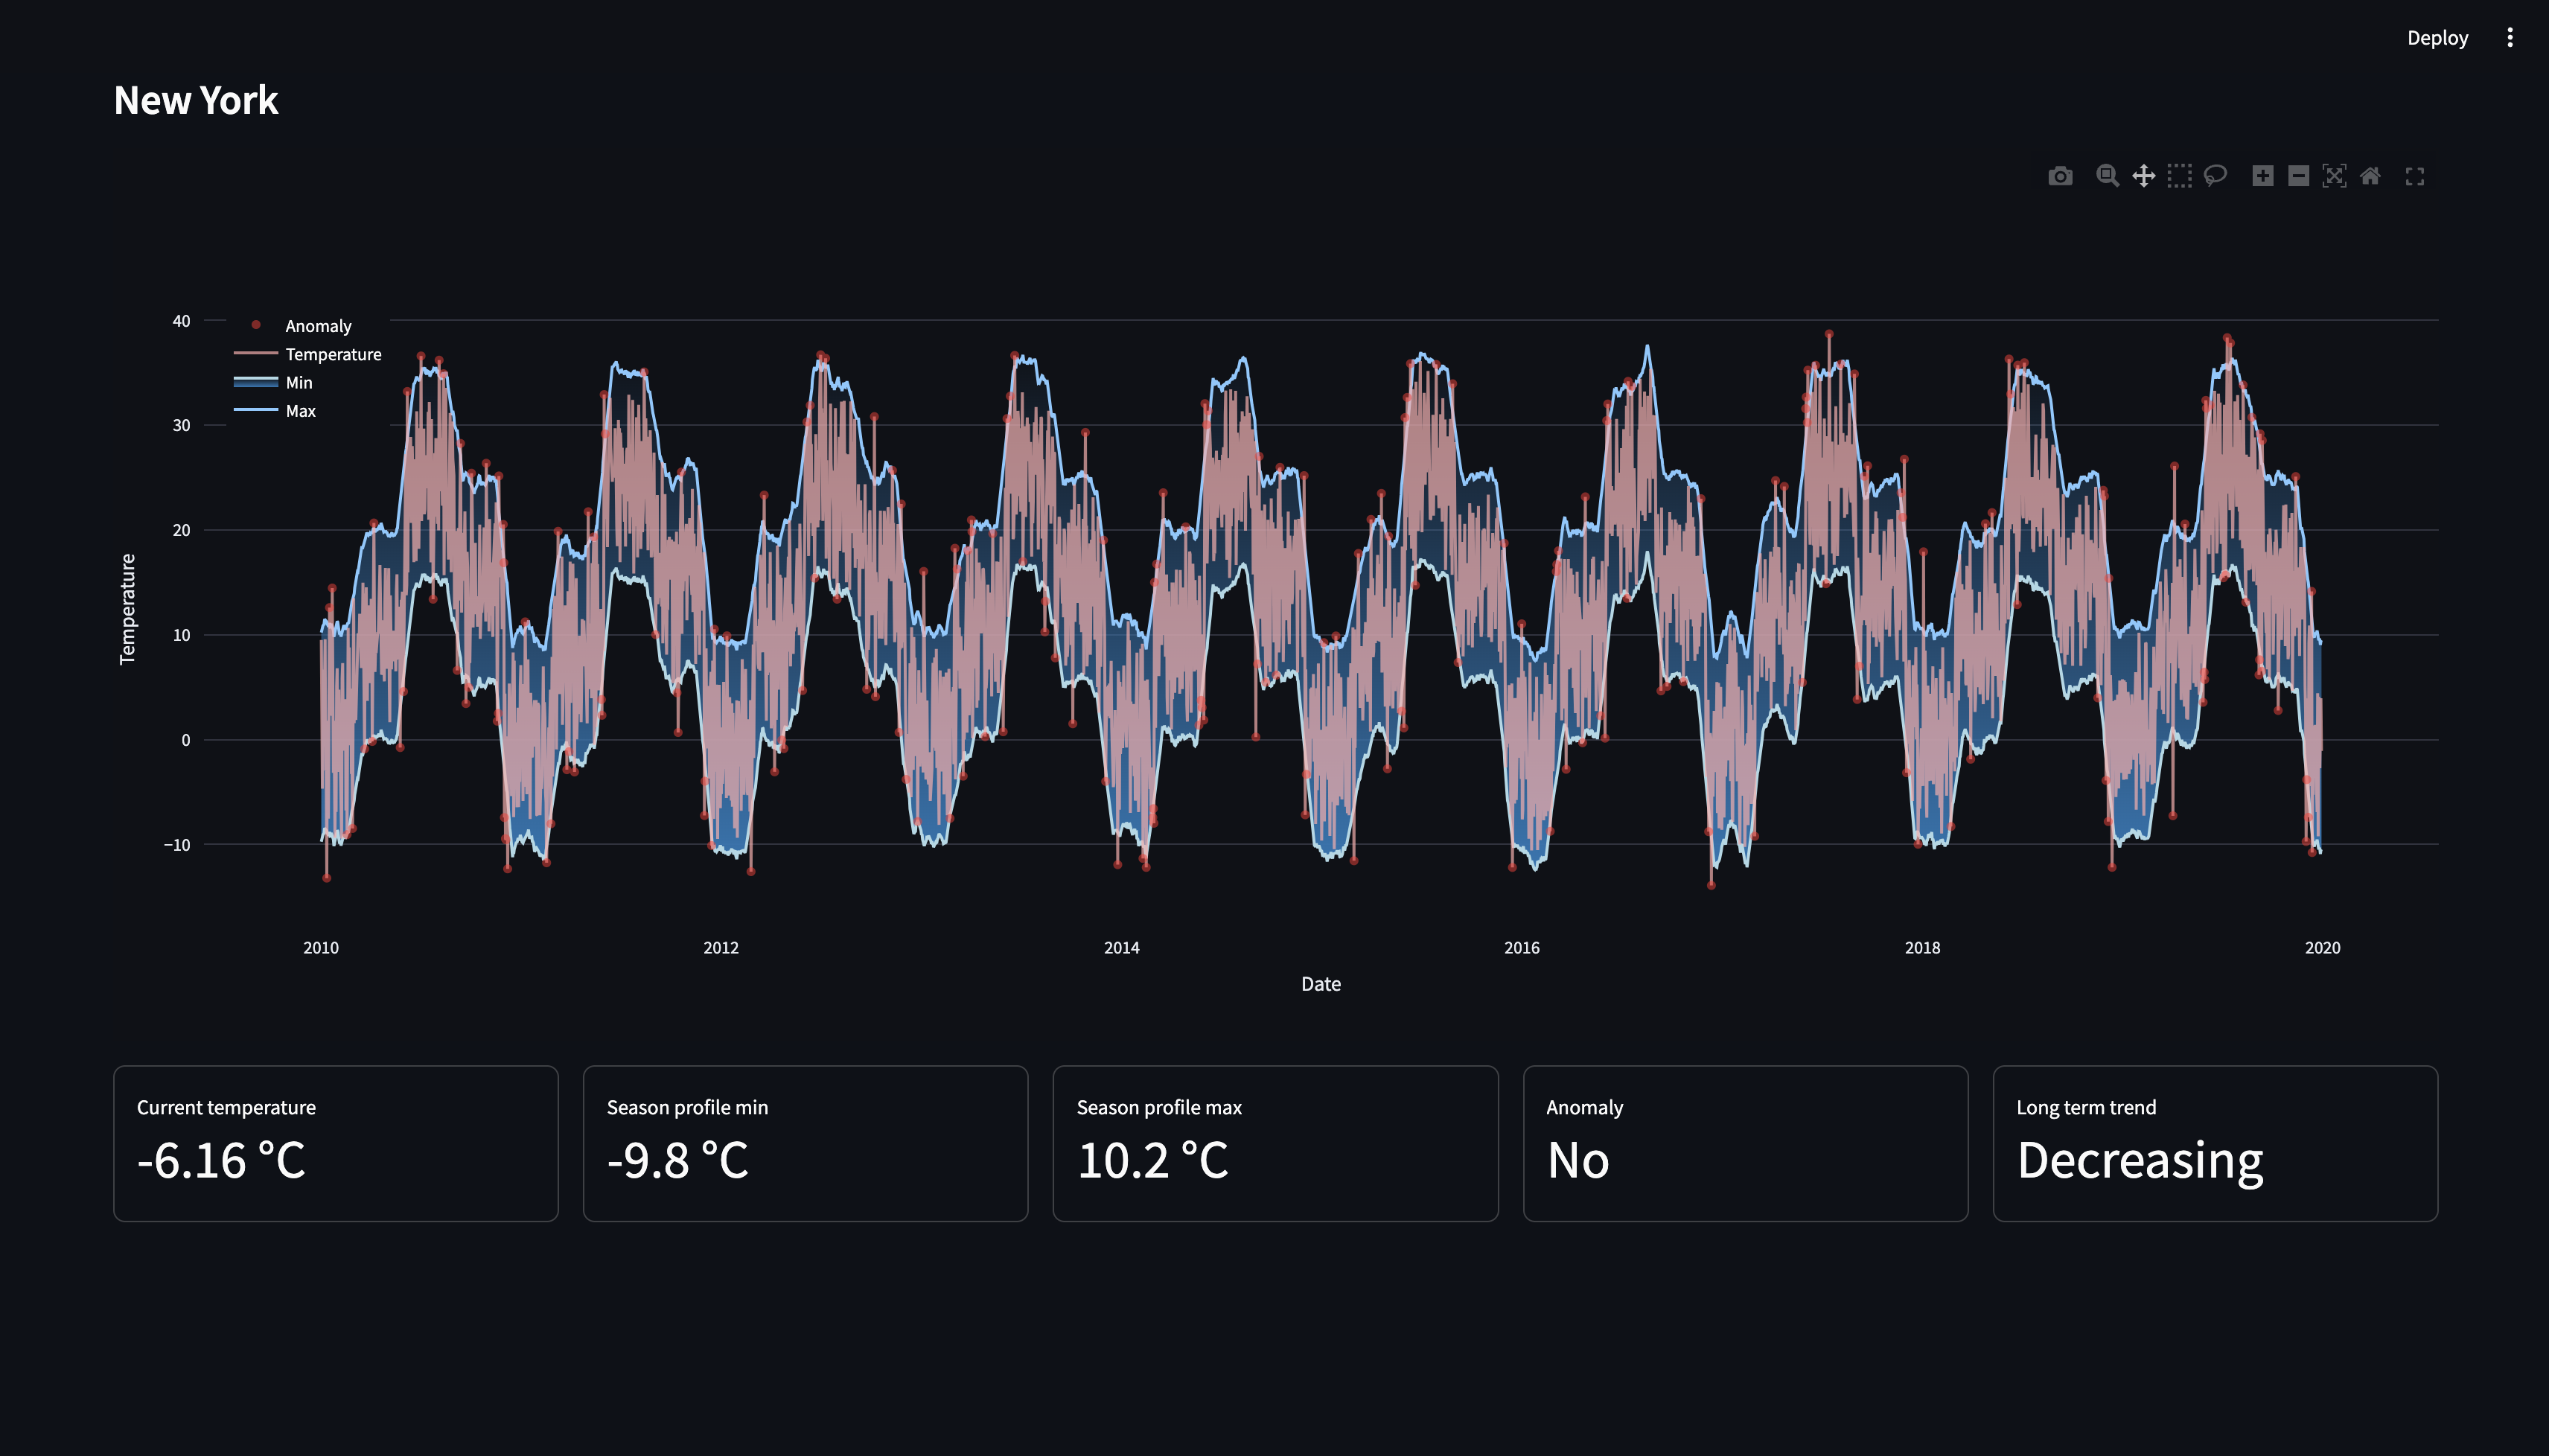 Deploy
New York
Anomaly
Temperature
Min
Max
40
30
20
10
0
−10
Temperature
2010
2012
2014
2016
2018
2020
Date
Current temperature
-6.16 °C
Season profile min
-9.8 °C
Season profile max
10.2 °C
Anomaly
No
Long term trend
Decreasing